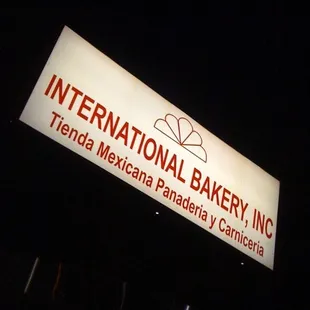 INTERNATIONAL BAKERY, INC
Tienda Mexicana Panaderia y Carniceria